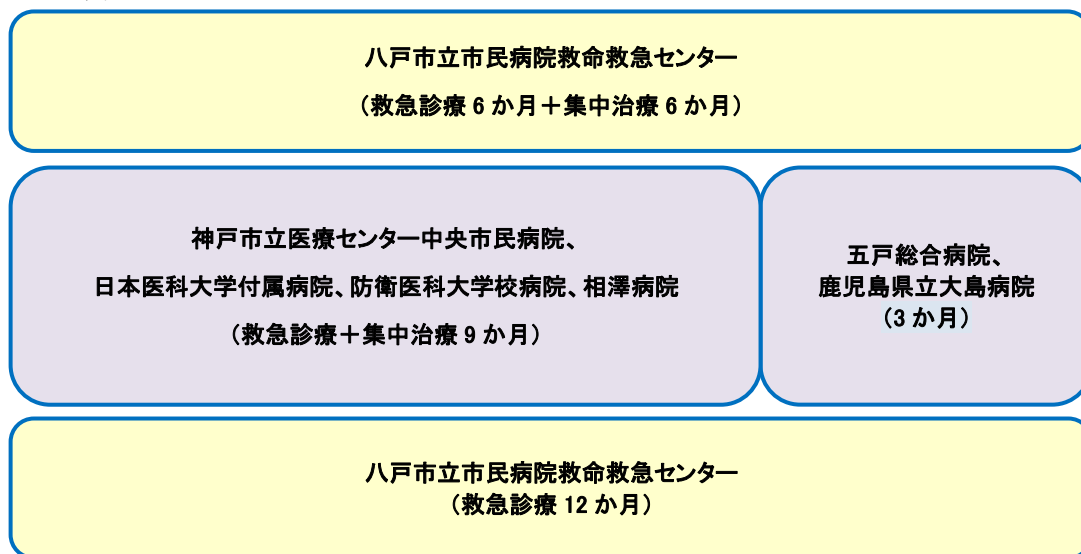 八戸市立市民病院救命救急センター
（救急診療 6 か月＋集中治療 6 か月）
神戸市立医療センター中央市民病院、
日本医科大学付属病院、防衛医科大学校病院、相澤病院
（救急診療＋集中治療 9 か月）
五戸総合病院、
鹿児島県立大島病院
（3 か月）
八戸市立市民病院救命救急センター
（救急診療 12 か月）